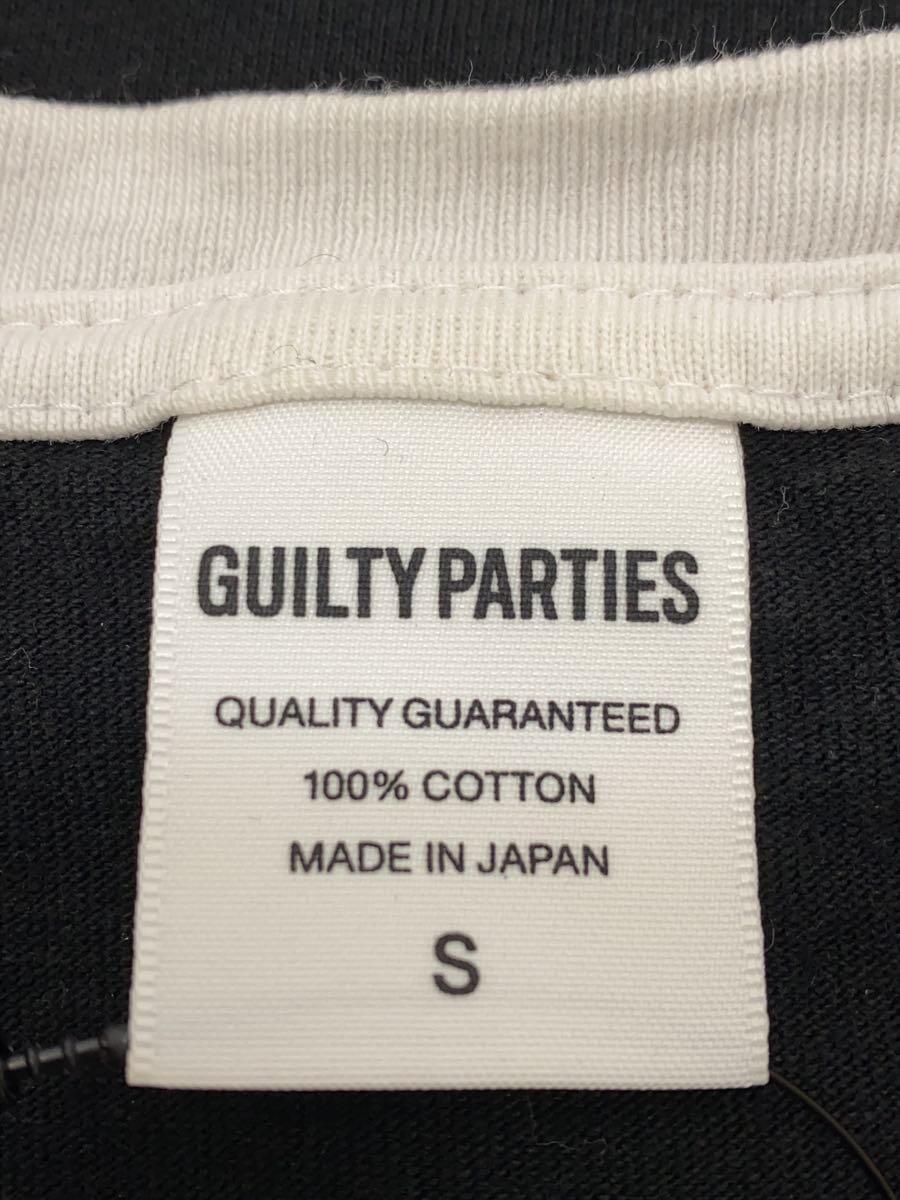 GUILTY PARTIES
QUALITY GUARANTEED
100% COTTON
MADE IN JAPAN
S